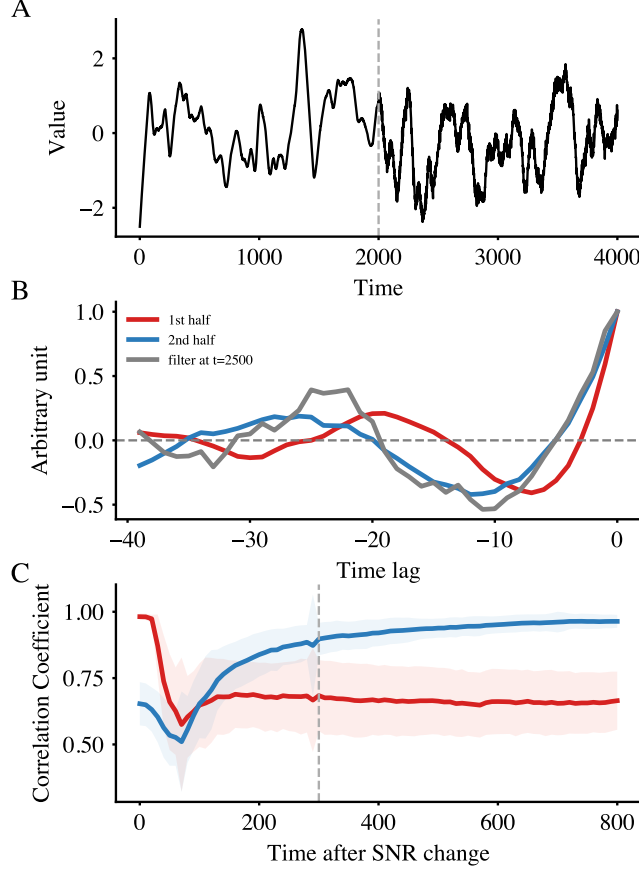 A
Value
2
0
−2
0
1000
2000
3000
4000
Time
B
Arbitrary unit
1.0
0.5
0.0
−0.5
1st half
2nd half
filter at t=2500
−40
−30
−20
−10
0
Time lag
C
Correlation Coefficient
1.00
0.75
0.50
0
200
400
600
800
Time after SNR change